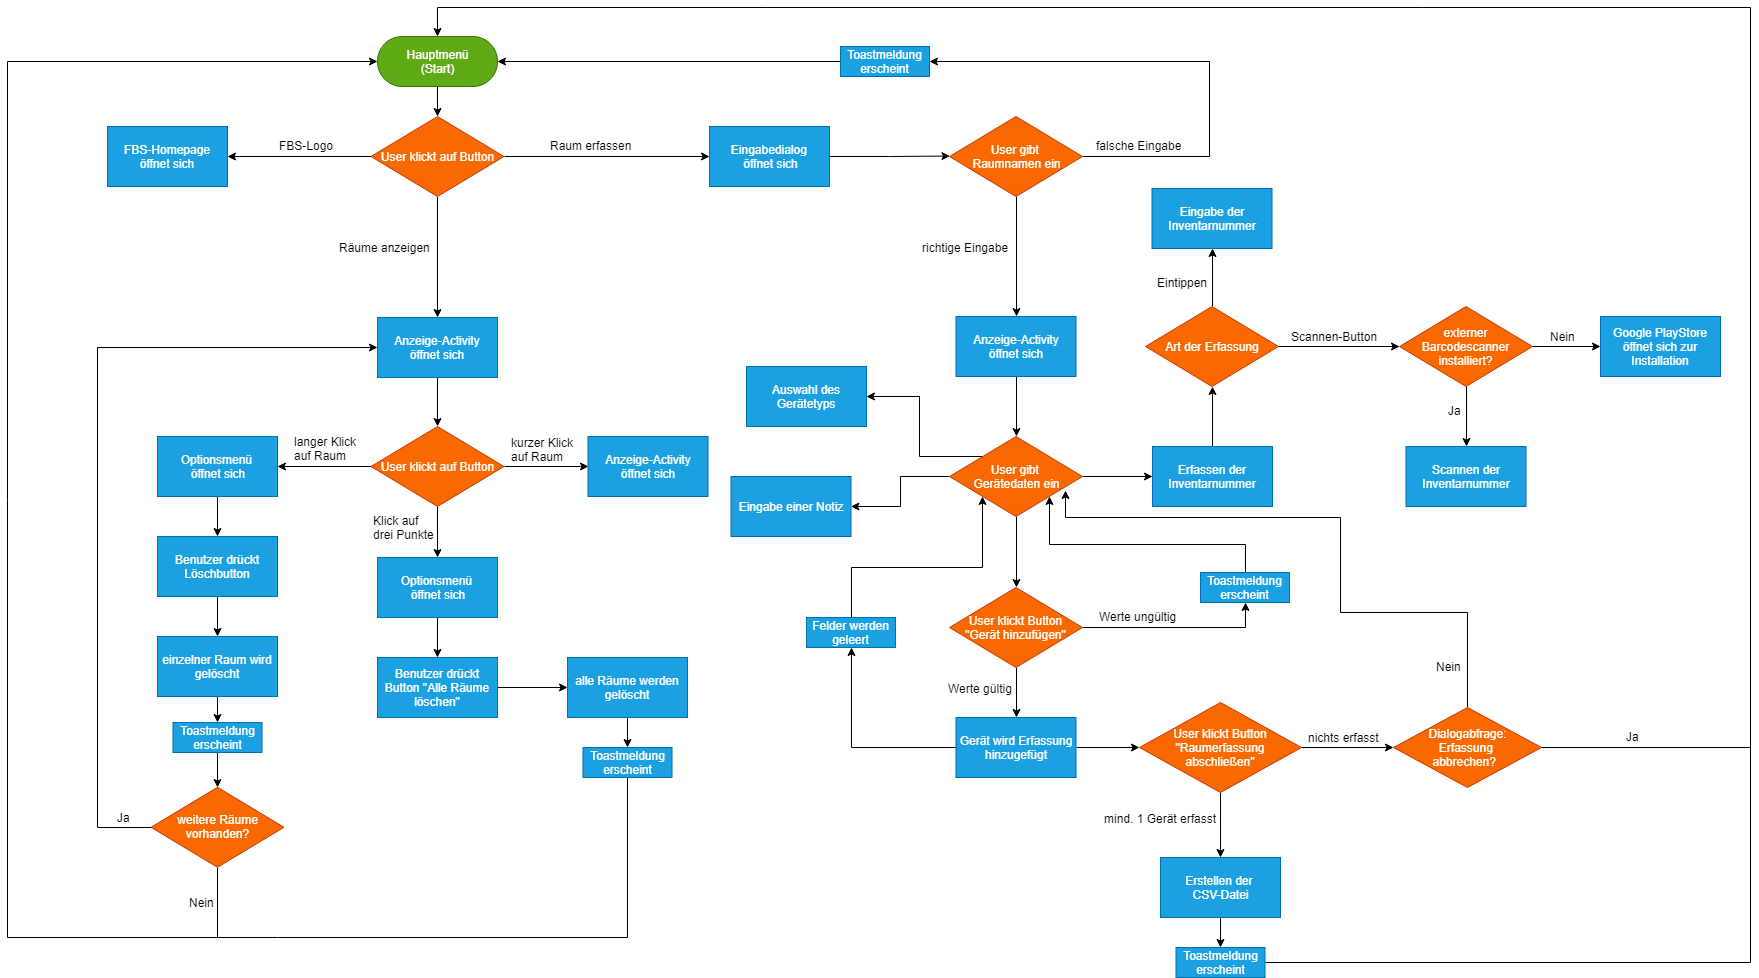 Hauptmenü
(Start)
Toastmeldung
erscheint
FBS-Homepage
öffnet sich
FBS-Logo
User klickt auf Button
Raum erfassen
Eingabedialog
öffnet sich
User gibt
Raumnamen ein
falsche Eingabe
Räume anzeigen
richtige Eingabe
Eingabe der
Inventarnummer
Eintippen
Anzeige-Activity
öffnet sich
Anzeige-Activity
öffnet sich
Art der Erfassung
Scannen-Button
externer
Barcodescanner
installiert?
Nein
Google PlayStore
öffnet sich zur
Installation
Ja
Auswahl des
Gerätetyps
Optionsmenü
öffnet sich
langer Klick
auf Raum
User klickt auf Button
kurzer Klick
auf Raum
Anzeige-Activity
öffnet sich
Eingabe einer Notiz
User gibt
Gerätedaten ein
Erfassen der
Inventarnummer
Scannen der
Inventarnummer
Klick auf
drei Punkte
Benutzer drückt
Löschbutton
Optionsmenü
öffnet sich
Felder werden
geleert
User klickt Button
"Gerät hinzufügen"
Werte ungültig
Toastmeldung
erscheint
einzelner Raum wird
gelöscht
Benutzer drückt
Button "Alle Räume
löschen"
alle Räume werden
gelöscht
Werte gültig
Nein
Toastmeldung
erscheint
Toastmeldung
erscheint
Gerät wird Erfassung
hinzugefügt
User klickt Button
"Raumerfassung
abschließen"
nichts erfasst
Dialogabfrage:
Erfassung
abbrechen?
Ja
Ja
weitere Räume
vorhanden?
mind. 1 Gerät erfasst
Nein
Erstellen der
CSV-Datei
Toastmeldung
erscheint